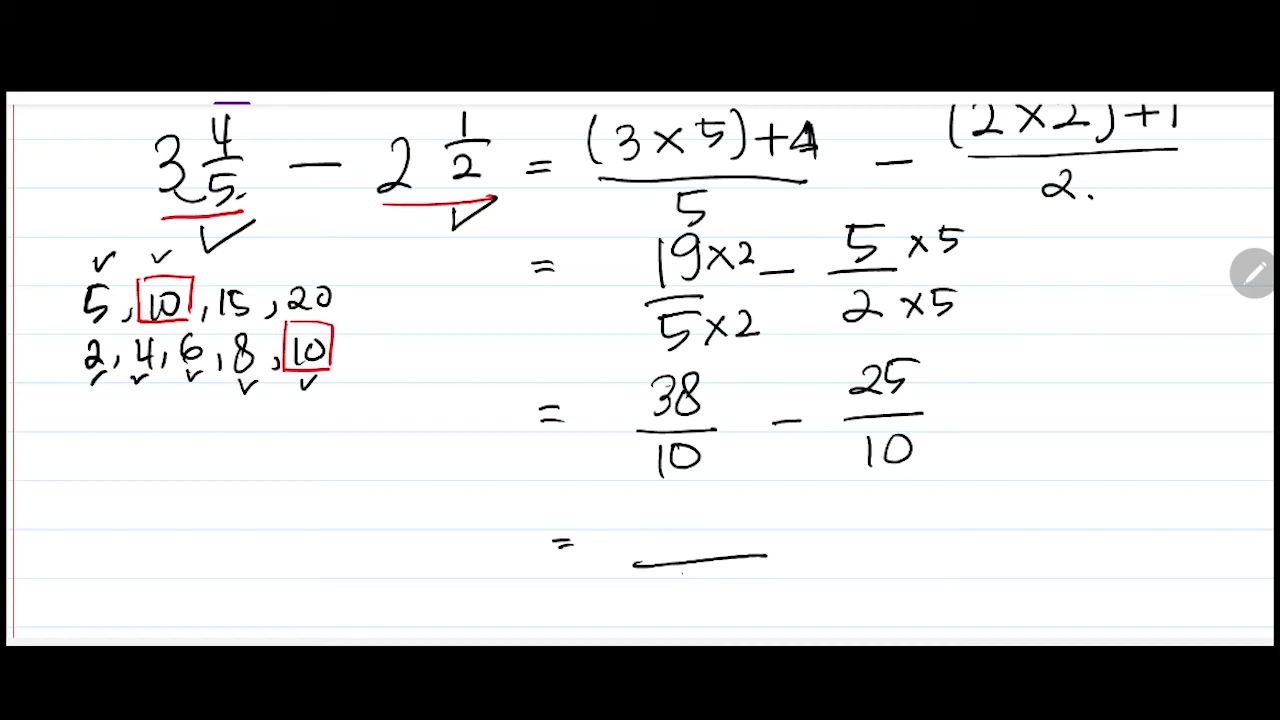 3 4/5 - 2 1/2 = (3 × 5) + 4 / 5 - (2 × 2) + 1 / 2.
= 19 × 2 / 5 × 2 - 5 × 5 / 2 × 5
5, 10, 15, 20
2, 4, 6, 8, 10
= 38/10 - 25/10
=